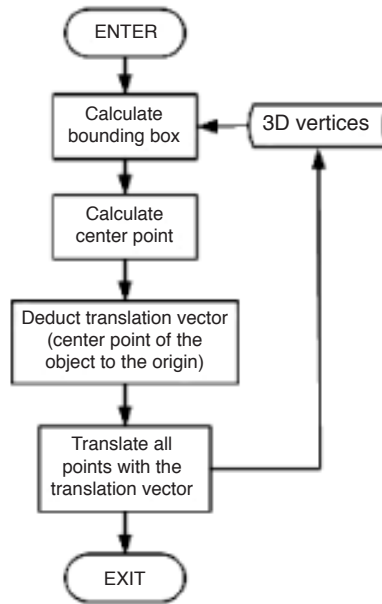 ENTER
Calculate
bounding box
3D vertices
Calculate
center point
Deduct translation vector
(center point of the
object to the origin)
Translate all
points with the
translation vector
EXIT